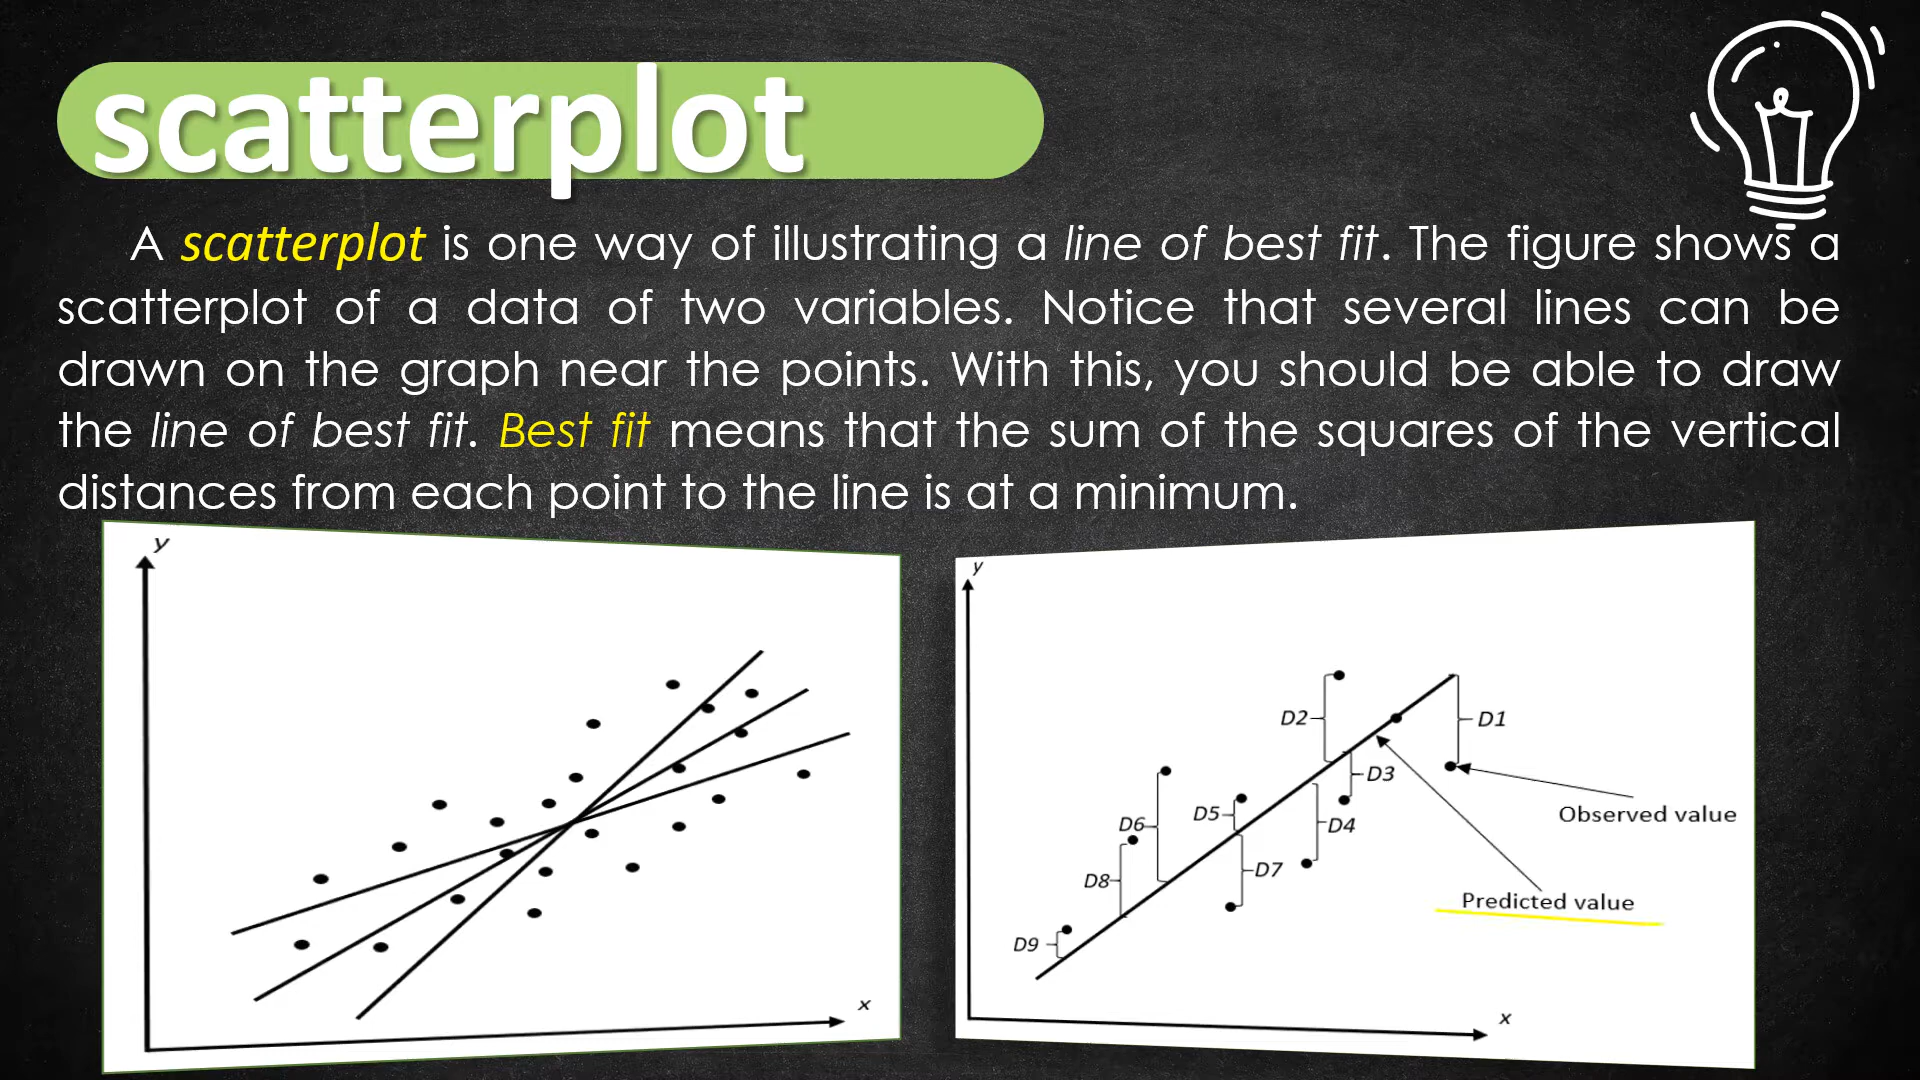 scatterplot
A scatterplot is one way of illustrating a line of best fit. The figure shows a
scatterplot of a data of two variables. Notice that several lines can be
drawn on the graph near the points. With this, you should be able to draw
the line of best fit. Best fit means that the sum of the squares of the vertical
distances from each point to the line is at a minimum.
y
x
y
D2
D1
D3
Observed value
D5
D6
D4
D7
D8
Predicted value
D9
x